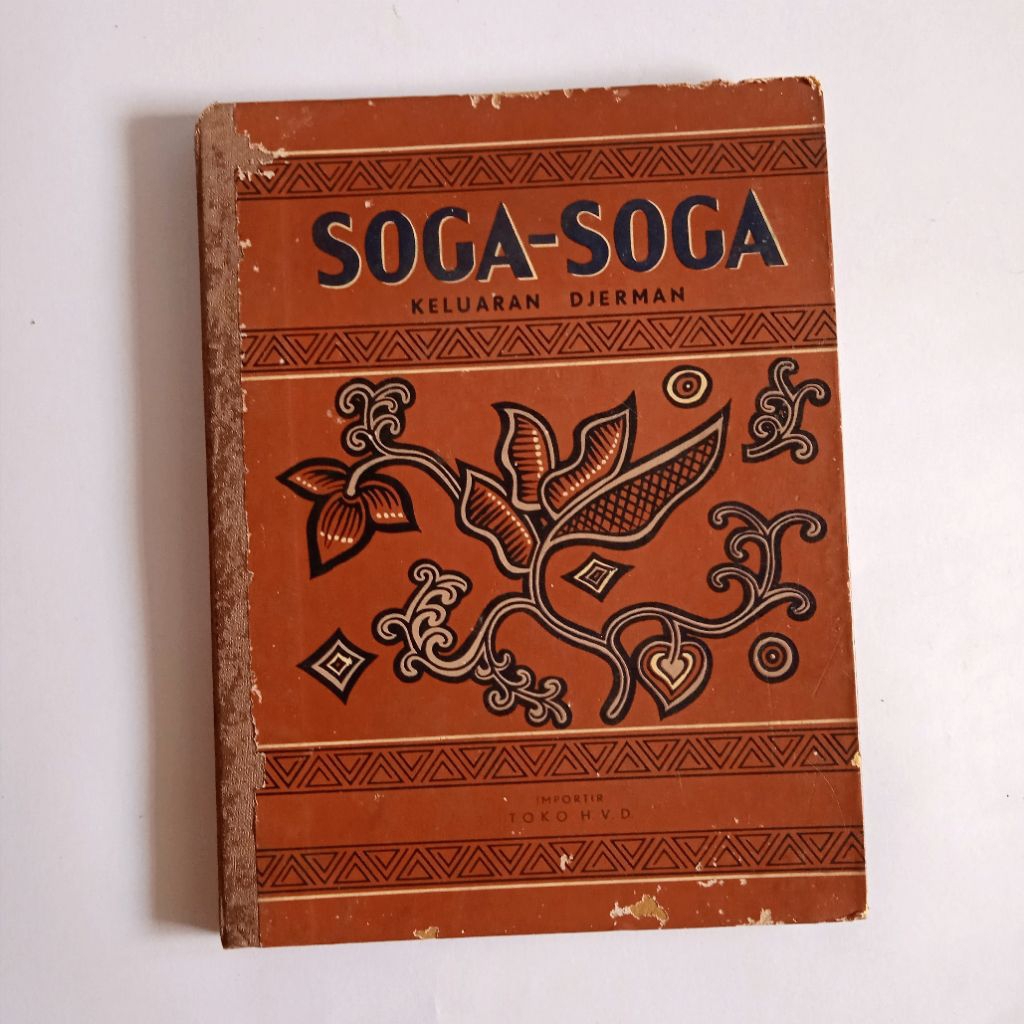 SOGA-SOGA
KELUARAN DJERMAN
IMPORTIR
TOKO H.V.D.